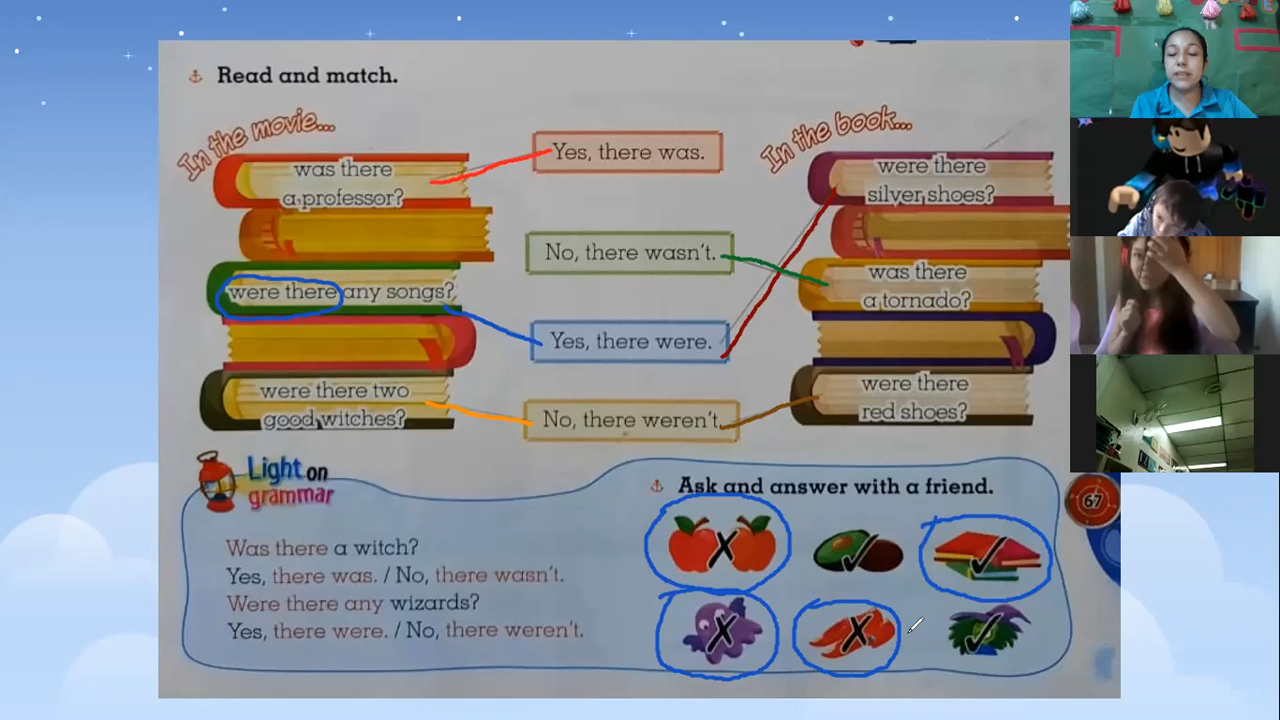 Read and match.
In the movie...
was there
a professor?
were there any songs?
were there two
good witches?
Yes, there was.
No, there wasn't.
Yes, there were.
No, there weren't.
In the book...
were there
silver shoes?
was there
a tornado?
were there
red shoes?
Light on
grammar
Was there a witch?
Yes, there was. / No, there wasn't.
Were there any wizards?
Yes, there were. / No, there weren't.
Ask and answer with a friend.
67